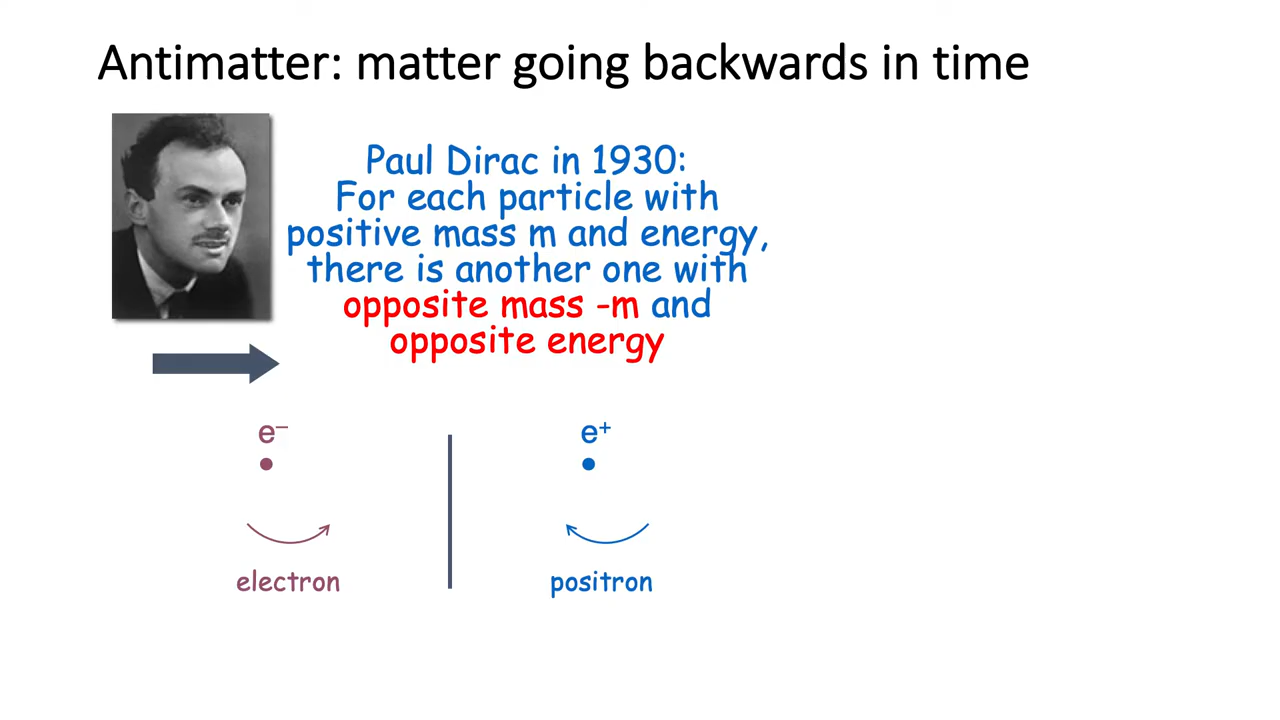 Antimatter: matter going backwards in time
Paul Dirac in 1930:
For each particle with
positive mass m and energy,
there is another one with
opposite mass -m and
opposite energy
e⁻
e⁺
electron
positron